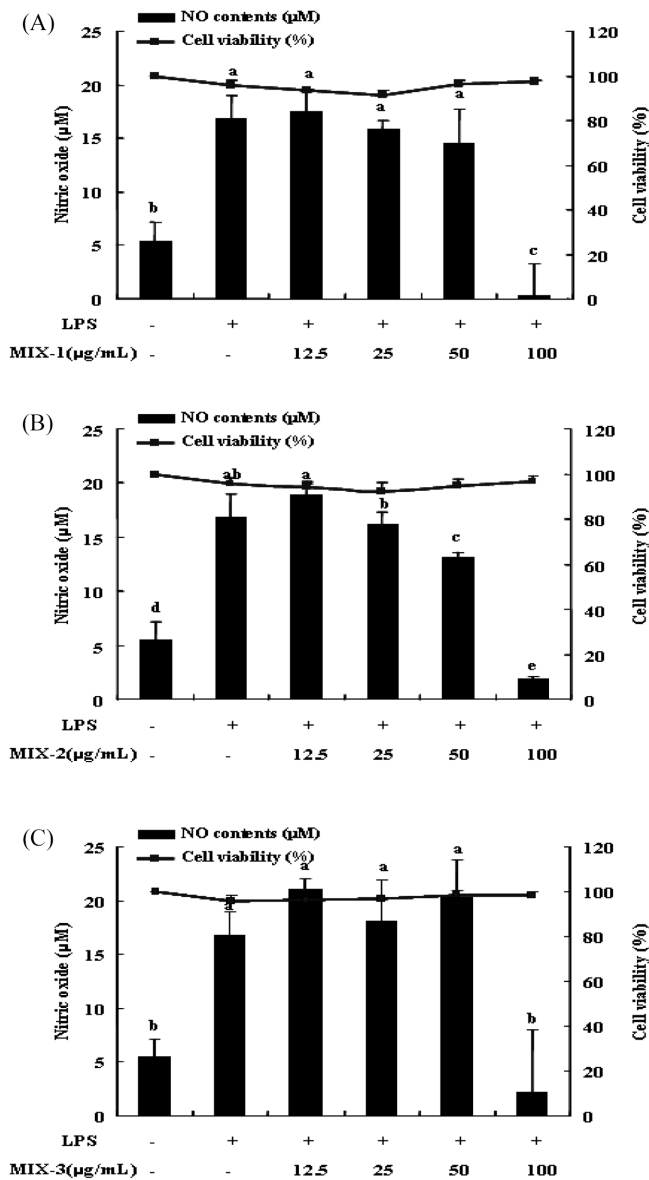 (A)
NO contents (µM)
Cell viability (%)
25
20
15
10
5
0
Nitric oxide (µM)
120
100
80
60
40
20
0
Cell viability (%)
b
a
a
a
a
c
LPS - + + + + +
MIX-1(µg/mL) - - 12.5 25 50 100
(B)
NO contents (µM)
Cell viability (%)
25
20
15
10
5
0
Nitric oxide (µM)
120
100
80
60
40
20
0
Cell viability (%)
d
ab
a
b
c
e
LPS - + + + + +
MIX-2(µg/mL) - - 12.5 25 50 100
(C)
NO contents (µM)
Cell viability (%)
25
20
15
10
5
0
Nitric oxide (µM)
120
100
80
60
40
20
0
Cell viability (%)
b
a
a
a
a
b
LPS - + + + + +
MIX-3(µg/mL) - - 12.5 25 50 100